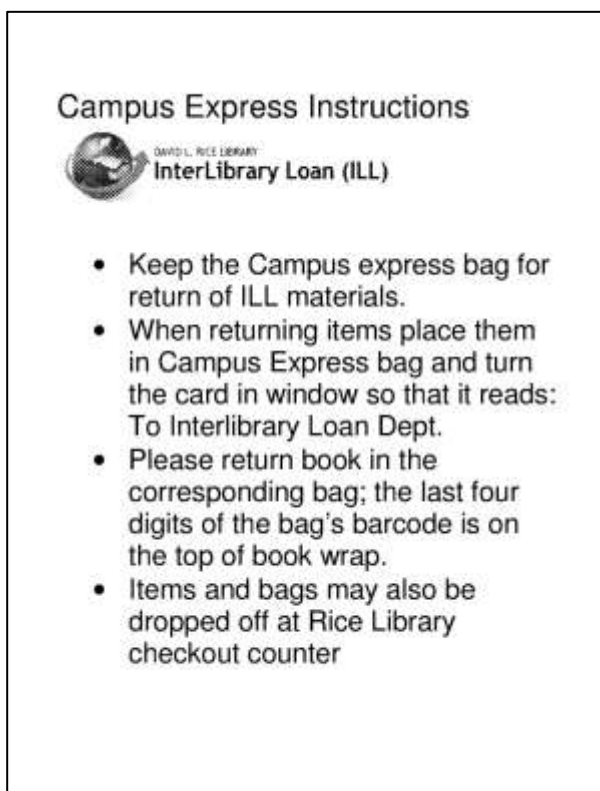 Campus Express Instructions
DAVID L. RICE LIBRARY
InterLibrary Loan (ILL)
• Keep the Campus express bag for
return of ILL materials.
• When returning items place them
in Campus Express bag and turn
the card in window so that it reads:
To Interlibrary Loan Dept.
• Please return book in the
corresponding bag; the last four
digits of the bag's barcode is on
the top of book wrap.
• Items and bags may also be
dropped off at Rice Library
checkout counter